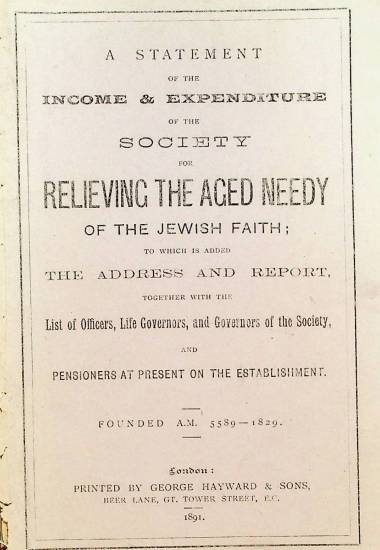 A STATEMENT
OF THE
INCOME & EXPENDITURE
OF THE
SOCIETY
FOR
RELIEVING THE AGED NEEDY
OF THE JEWISH FAITH;
TO WHICH IS ADDED
THE ADDRESS AND REPORT,
TOGETHER WITH THE
List of Officers, Life Governors, and Governors of the Society,
AND
PENSIONERS AT PRESENT ON THE ESTABLISHMENT.
FOUNDED A.M. 5589—1829.
London:
PRINTED BY GEORGE HAYWARD & SONS,
BEER LANE, GT. TOWER STREET, E.C.
1891.